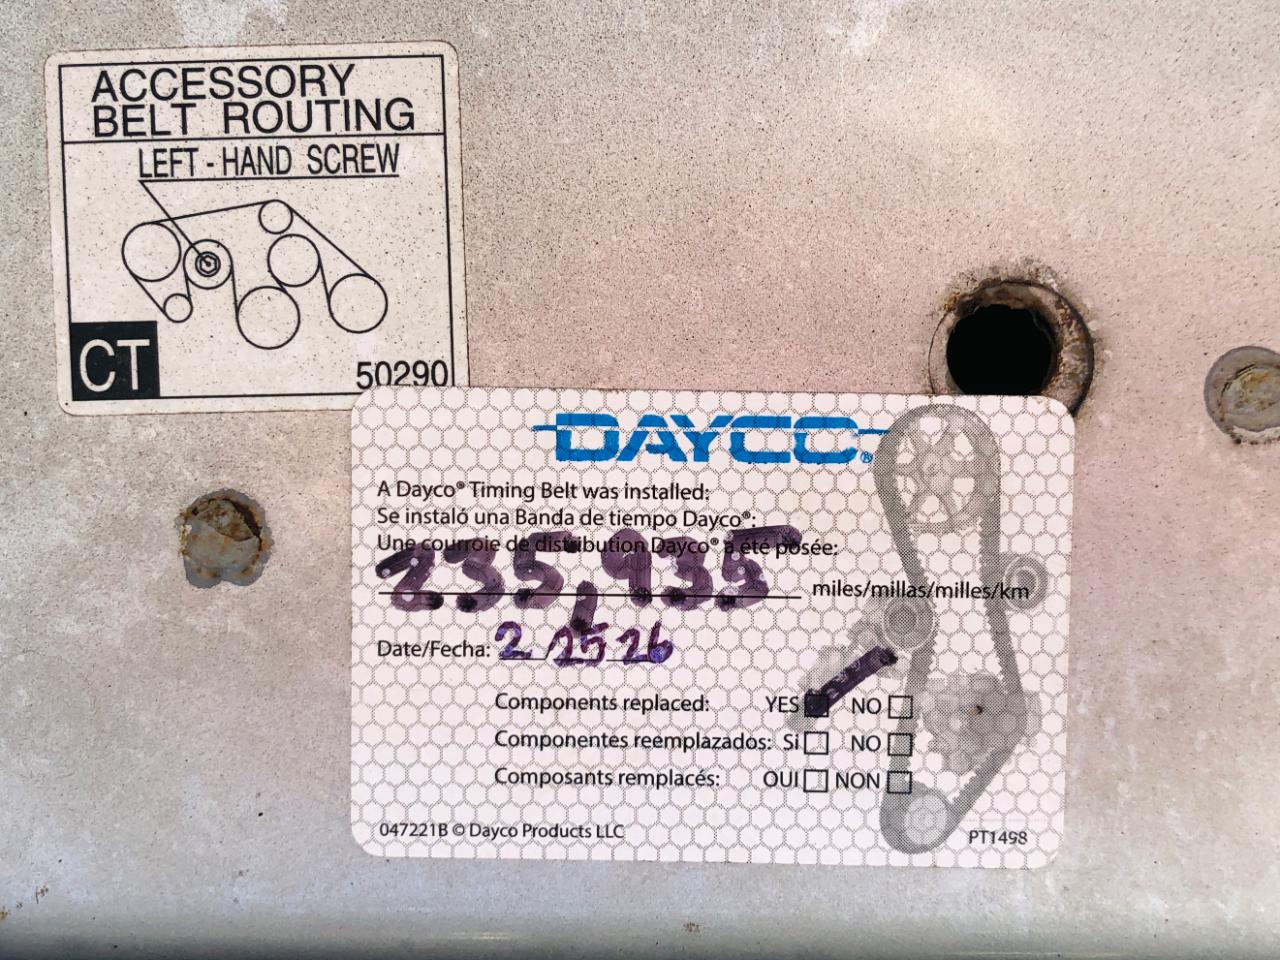 ACCESSORY
BELT ROUTING
LEFT-HAND SCREW
CT
50290
DAYCO®
A Dayco® Timing Belt was installed:
Se instaló una Banda de tiempo Dayco®:
Une courroie de distribution Dayco® a été posée:
235,935 miles/millas/milles/km
Date/Fecha: 2/25 26
Components replaced: YES NO
Componentes reemplazados: Si NO
Composants remplacés: OUI NON
047221B © Dayco Products LLC
PT1498